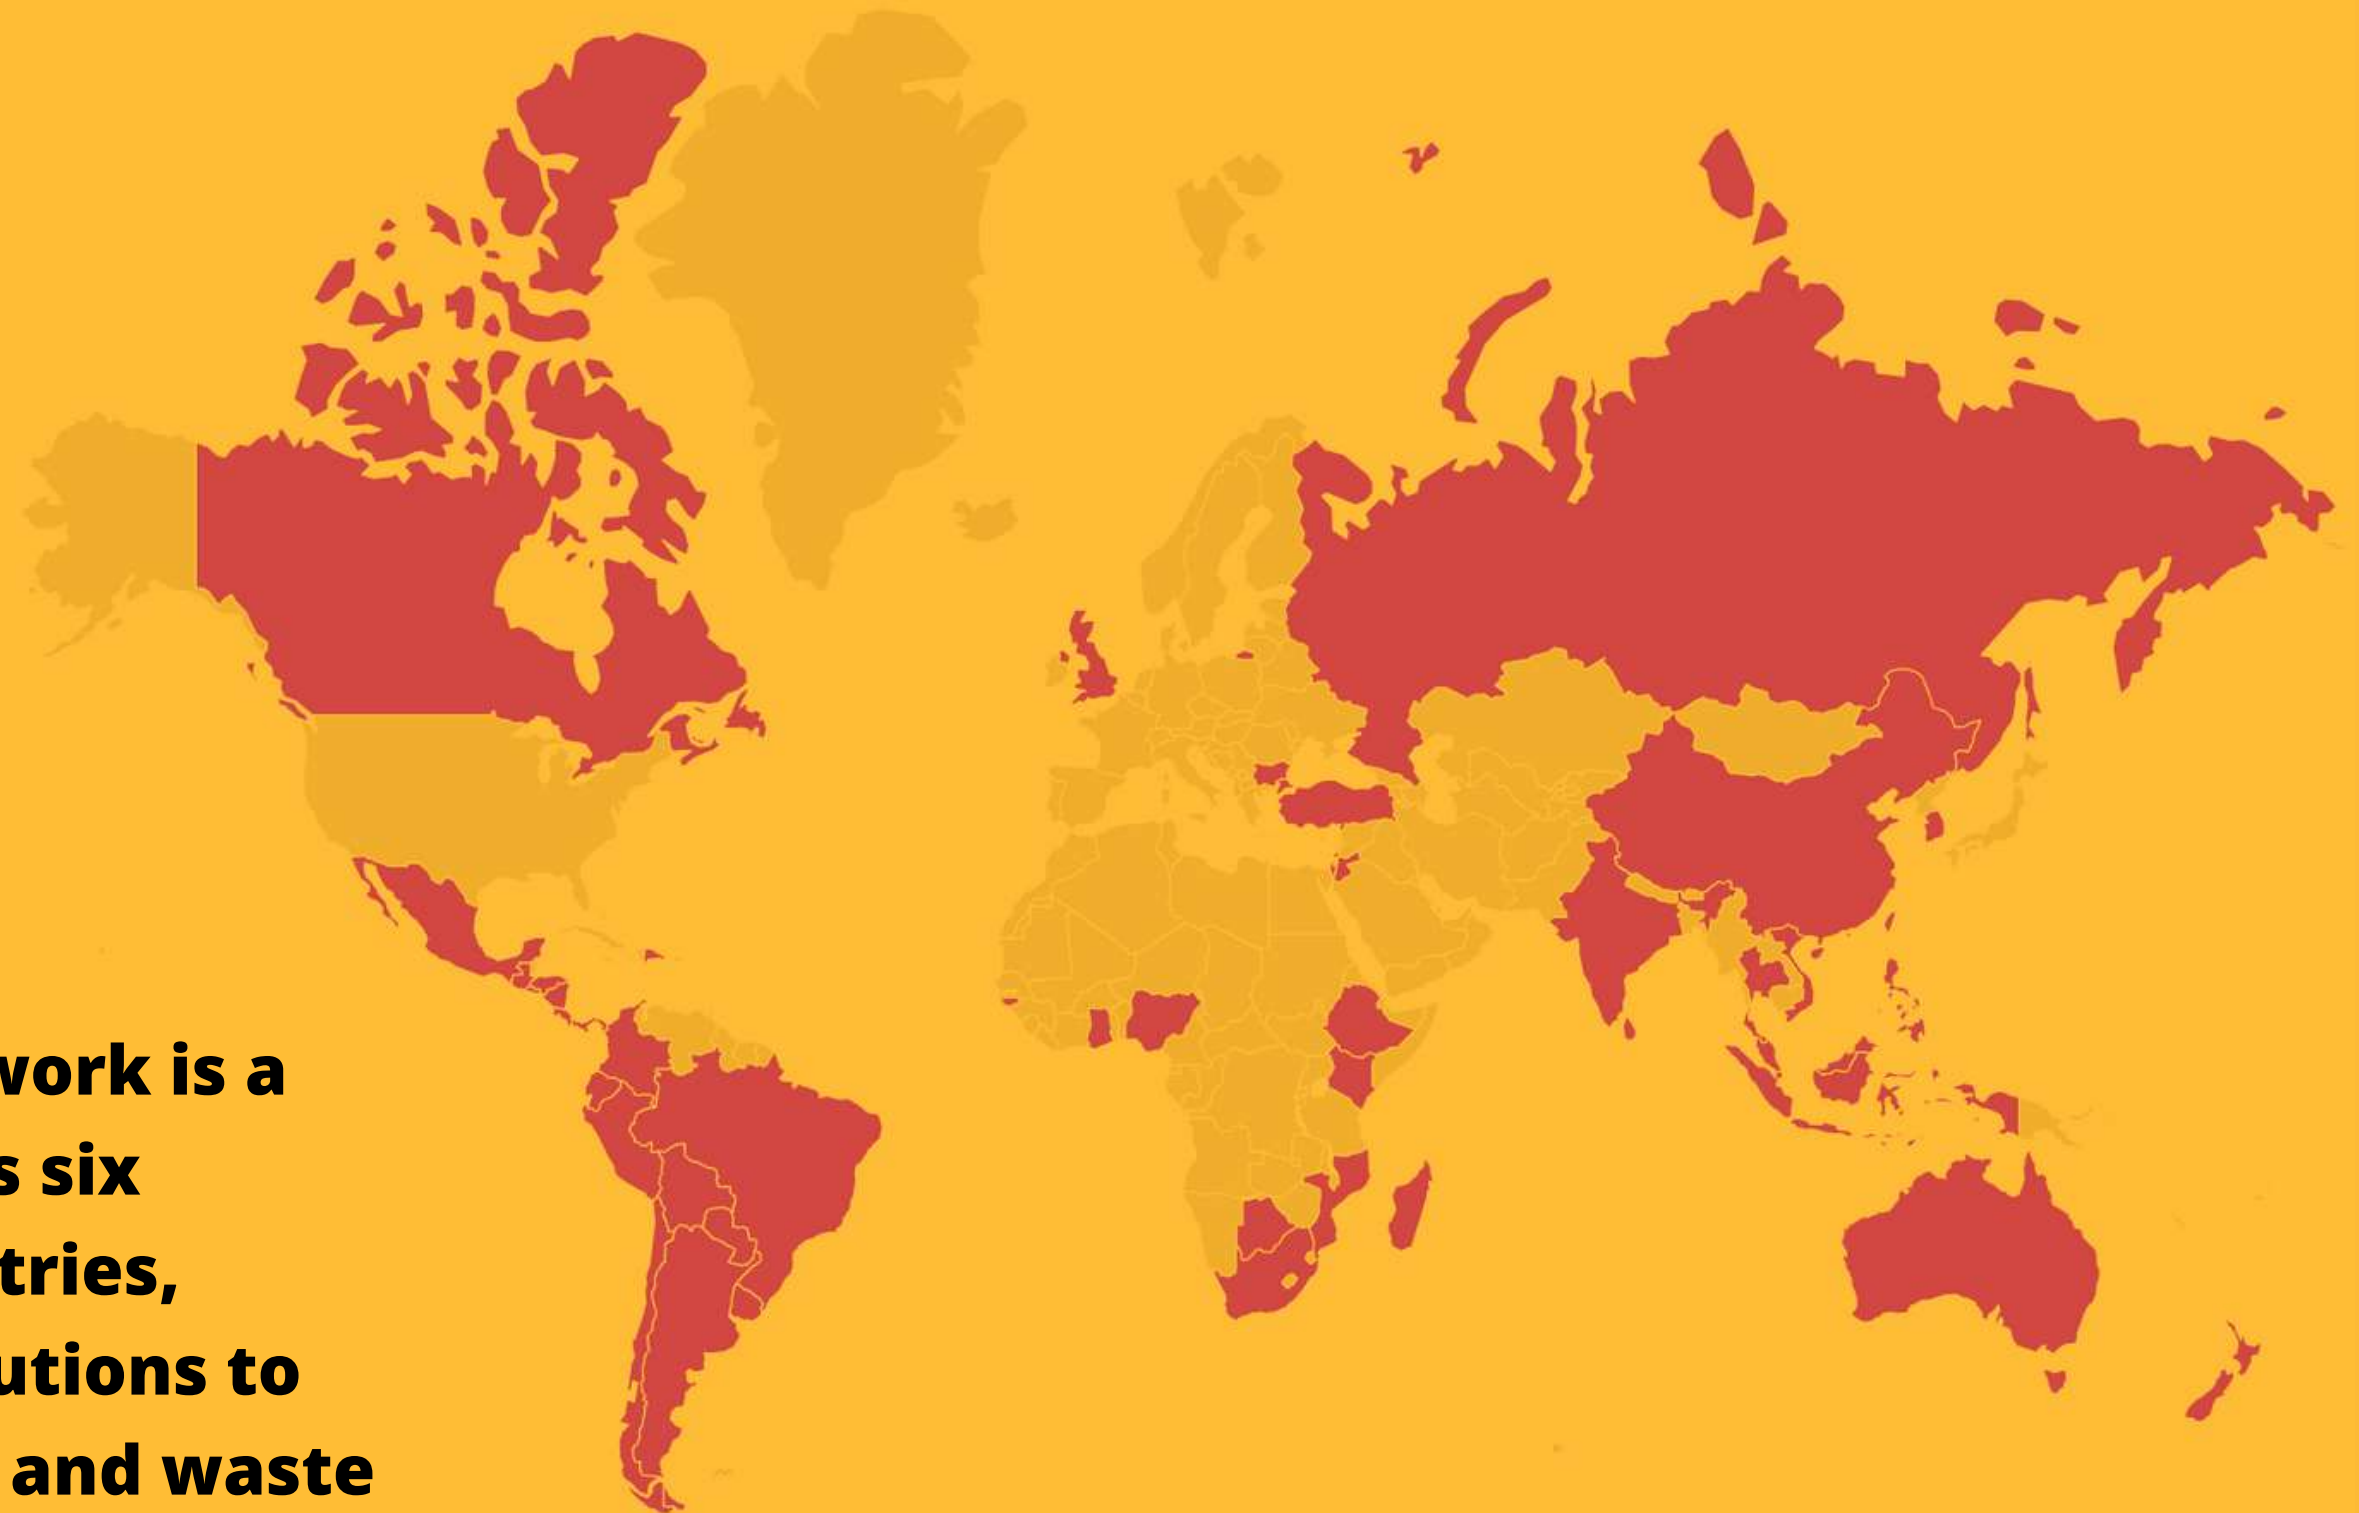 work is a
s six
tries,
utions to
and waste